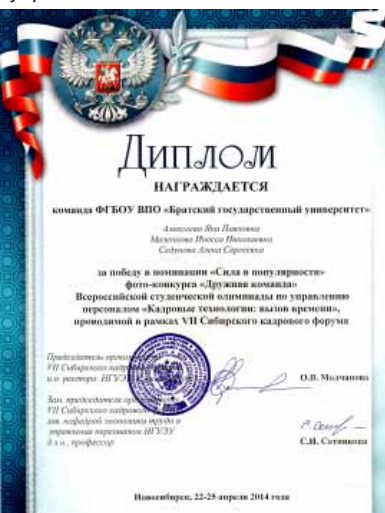 Диплом
НАГРАЖДАЕТСЯ
команда ФГБОУ ВПО «Братский государственный университет»
Алексеева Яна Павловна
Маленкова Инесса Николаевна
Седунова Алена Сергеевна
за победу в номинации «Сила в популярности»
фото-конкурса «Дружная команда»
Всероссийской студенческой олимпиады по управлению
персоналом «Кадровые технологии: вызов времени»,
проводимой в рамках VII Сибирского кадрового форума
Председатель
VII Сибирского
и.о. ректора НГУЭУ
О.В. Молчанова
Зам. председателя
VII Сибирского кадрового
зав. кафедрой экономики труда и
управления персоналом НГУЭУ
д.э.н., профессор
С.И. Сотникова
Новосибирск, 22-25 апреля 2014 года